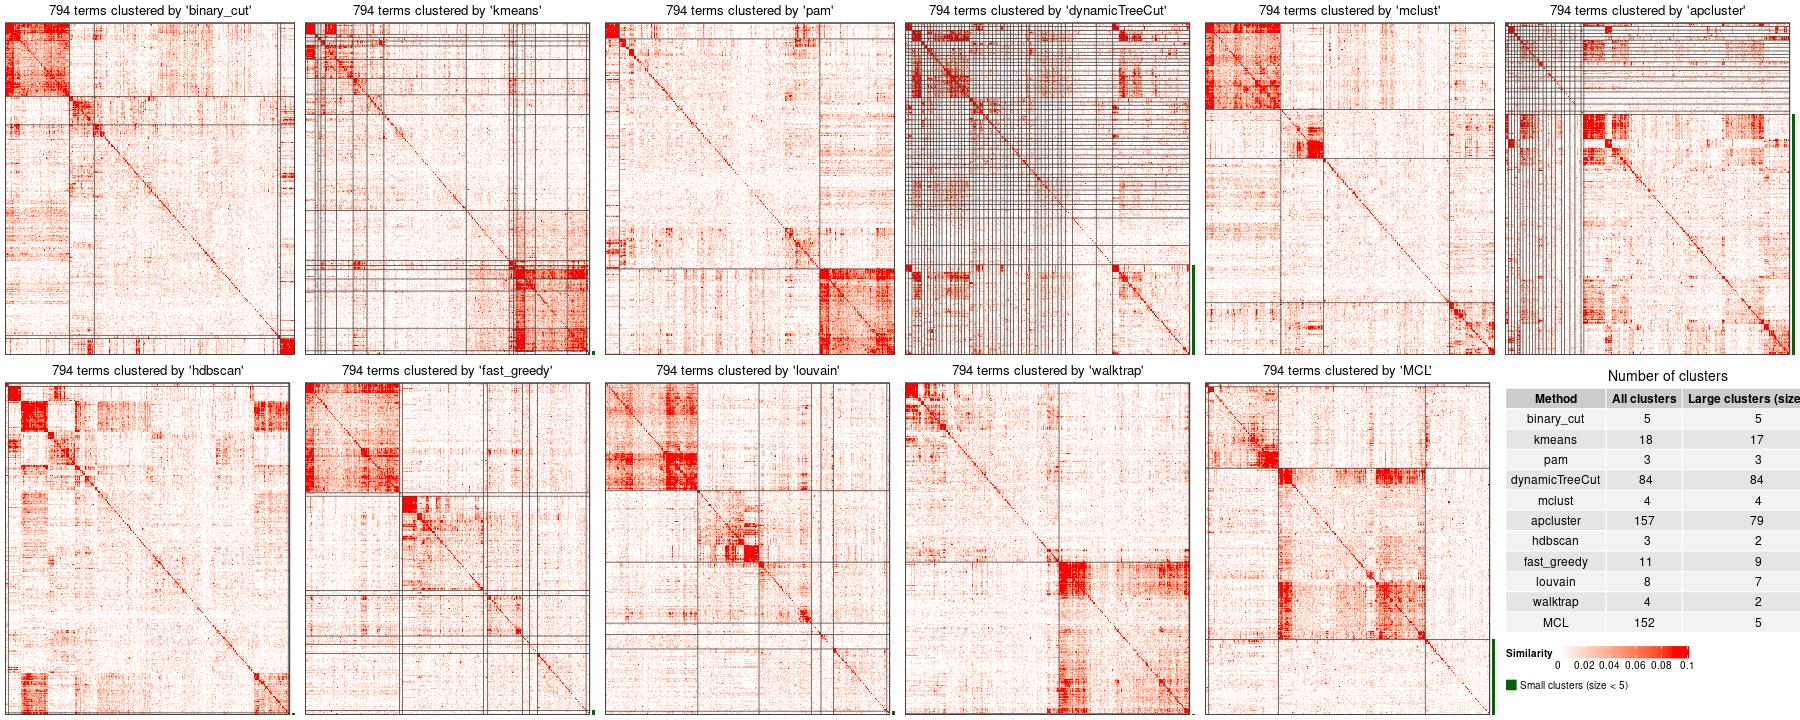 794 terms clustered by 'binary_cut'
794 terms clustered by 'kmeans'
794 terms clustered by 'pam'
794 terms clustered by 'dynamicTreeCut'
794 terms clustered by 'mclust'
794 terms clustered by 'apcluster'
794 terms clustered by 'hdbscan'
794 terms clustered by 'fast_greedy'
794 terms clustered by 'louvain'
794 terms clustered by 'walktrap'
794 terms clustered by 'MCL'
Number of clusters
Method All clusters Large clusters (size
binary_cut 5 5
kmeans 18 17
pam 3 3
dynamicTreeCut 84 84
mclust 4 4
apcluster 157 79
hdbscan 3 2
fast_greedy 11 9
louvain 8 7
walktrap 4 2
MCL 152 5
Similarity
0 0.02 0.04 0.06 0.08 0.1
Small clusters (size < 5)